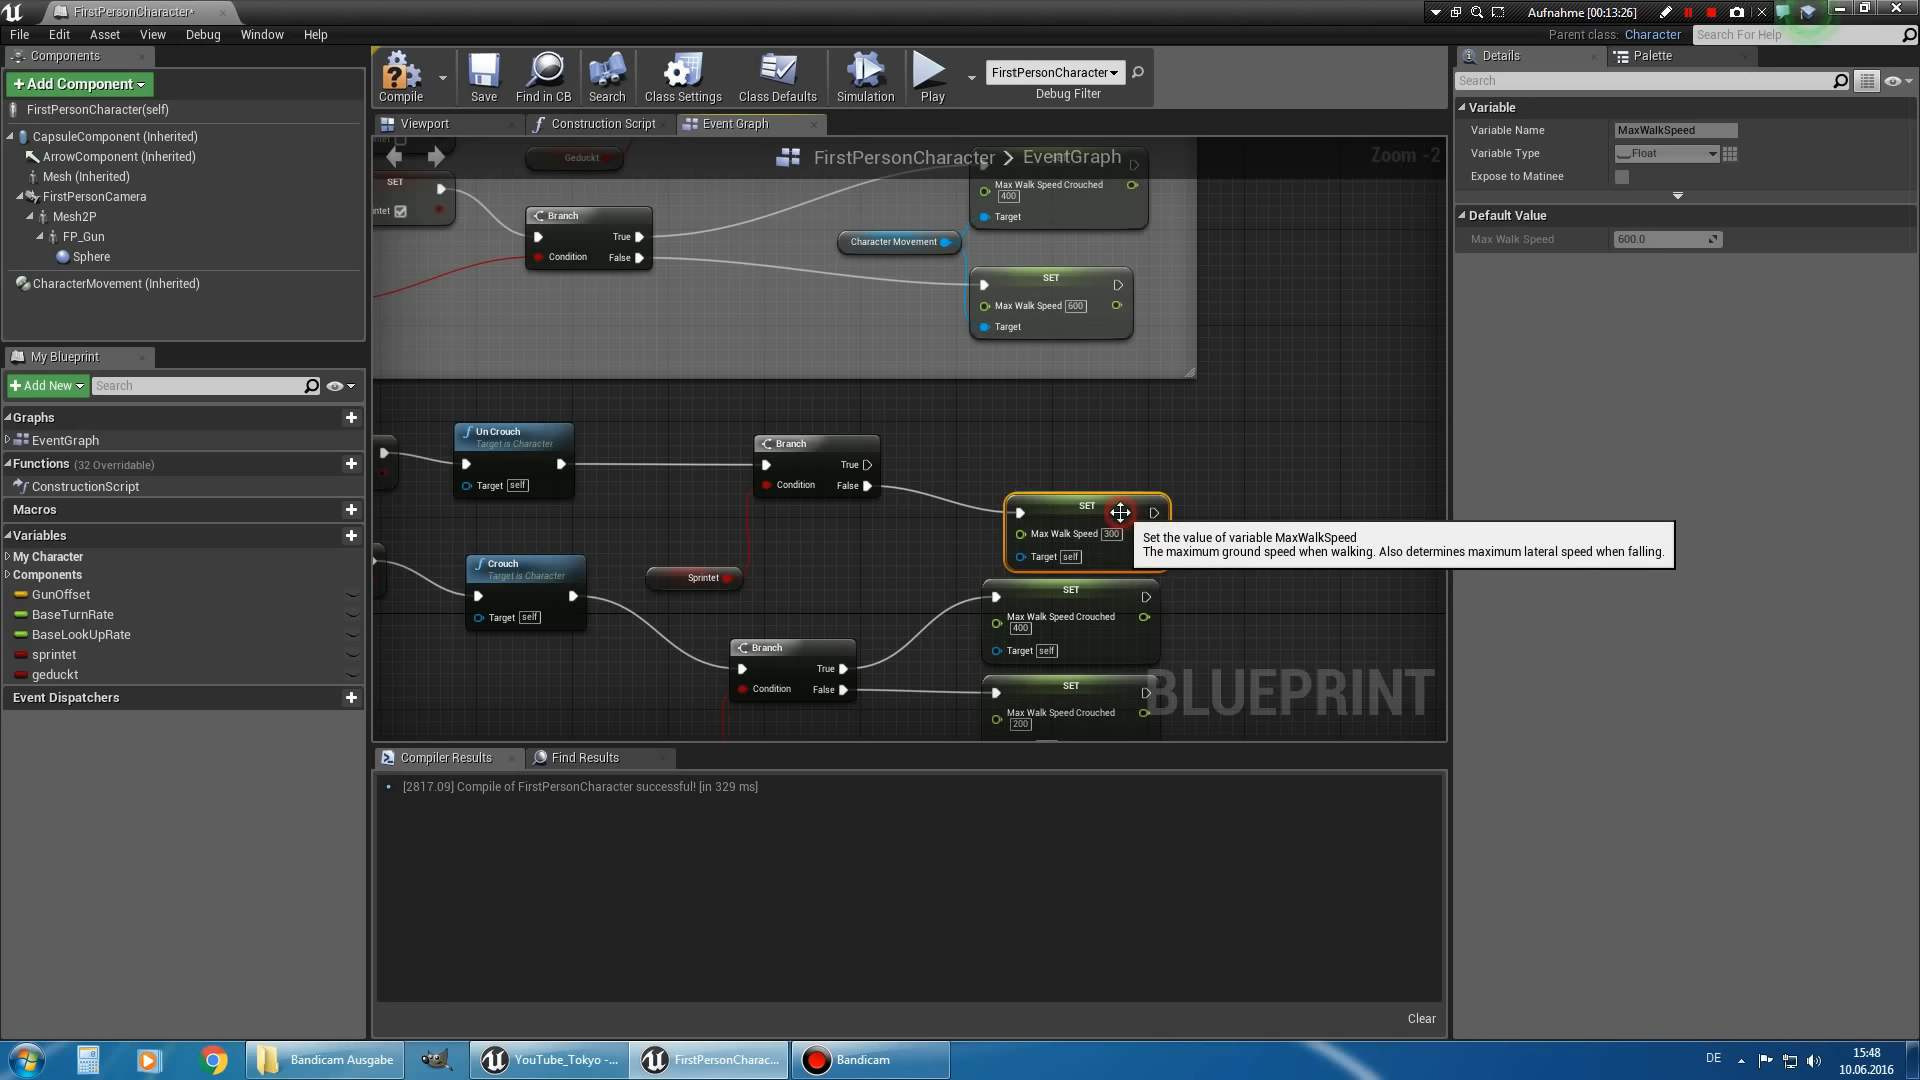 FirstPersonCharacter*
Aufnahme [00:13:26]
File Edit Asset View Debug Window Help
Parent class: Character
Search For Help
Components
+ Add Component
FirstPersonCharacter(self)
CapsuleComponent (Inherited)
ArrowComponent (Inherited)
Mesh (Inherited)
FirstPersonCamera
Mesh2P
FP_Gun
Sphere
CharacterMovement (Inherited)
My Blueprint
+ Add New
Search
Graphs
EventGraph
Functions (32 Overridable)
ConstructionScript
Macros
Variables
My Character
Components
GunOffset
BaseTurnRate
BaseLookUpRate
sprintet
geduckt
Event Dispatchers
Compile
Save
Find in CB
Search
Class Settings
Class Defaults
Simulation
Play
FirstPersonCharacter
Debug Filter
Viewport
Construction Script
Event Graph
FirstPersonCharacter > EventGraph
Zoom -2
Geduckt
SET
ntet
Branch
True
Condition False
Character Movement
Max Walk Speed Crouched
400
Target
SET
Max Walk Speed 600
Target
Un Crouch
Target is Character
Target self
Branch
True
Condition False
SET
Max Walk Speed 300
Target self
Set the value of variable MaxWalkSpeed
The maximum ground speed when walking. Also determines maximum lateral speed when falling.
Crouch
Target is Character
Target self
Sprintet
SET
Max Walk Speed Crouched
400
Target self
Branch
True
Condition False
SET
Max Walk Speed Crouched
200
BLUEPRINT
Compiler Results
Find Results
[2817.09] Compile of FirstPersonCharacter successful! [in 329 ms]
Clear
Details
Palette
Search
Variable
Variable Name MaxWalkSpeed
Variable Type Float
Expose to Matinee
Default Value
Max Walk Speed 600.0
Bandicam Ausgabe
YouTube_Tokyo -...
FirstPersonCharac...
Bandicam
DE
15:48
10.06.2016